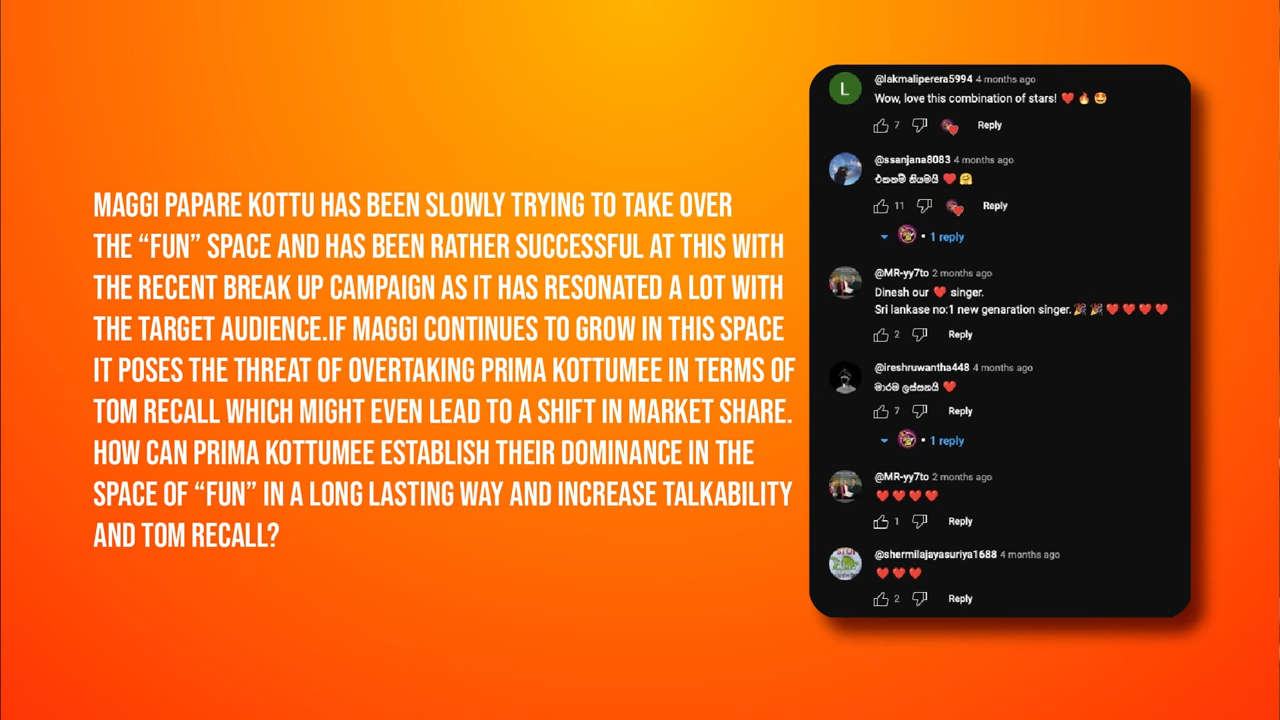 MAGGI PAPARE KOTTU HAS BEEN SLOWLY TRYING TO TAKE OVER
THE “FUN” SPACE AND HAS BEEN RATHER SUCCESSFUL AT THIS WITH
THE RECENT BREAK UP CAMPAIGN AS IT HAS RESONATED A LOT WITH
THE TARGET AUDIENCE.IF MAGGI CONTINUES TO GROW IN THIS SPACE
IT POSES THE THREAT OF OVERTAKING PRIMA KOTTUMEE IN TERMS OF
TOM RECALL WHICH MIGHT EVEN LEAD TO A SHIFT IN MARKET SHARE.
HOW CAN PRIMA KOTTUMEE ESTABLISH THEIR DOMINANCE IN THE
SPACE OF “FUN” IN A LONG LASTING WAY AND INCREASE TALKABILITY
AND TOM RECALL?
L
@lakmaliperera5994 4 months ago
Wow, love this combination of stars! ❤️ 🔥 🤩
7 Reply
@ssanjana8083 4 months ago
එකනම් නියමයි ❤️ 🤗
11 Reply
• 1 reply
@MR-yy7to 2 months ago
Dinesh our ❤️ singer.
Sri lankase no:1 new genaration singer. 🎉 🎉 ❤️ ❤️ ❤️ ❤️
2 Reply
@ireshruwantha448 4 months ago
මාරම ලස්සනයි ❤️
7 Reply
• 1 reply
@MR-yy7to 2 months ago
❤️ ❤️ ❤️ ❤️
1 Reply
@shermilajayasuriya1688 4 months ago
❤️ ❤️ ❤️
2 Reply